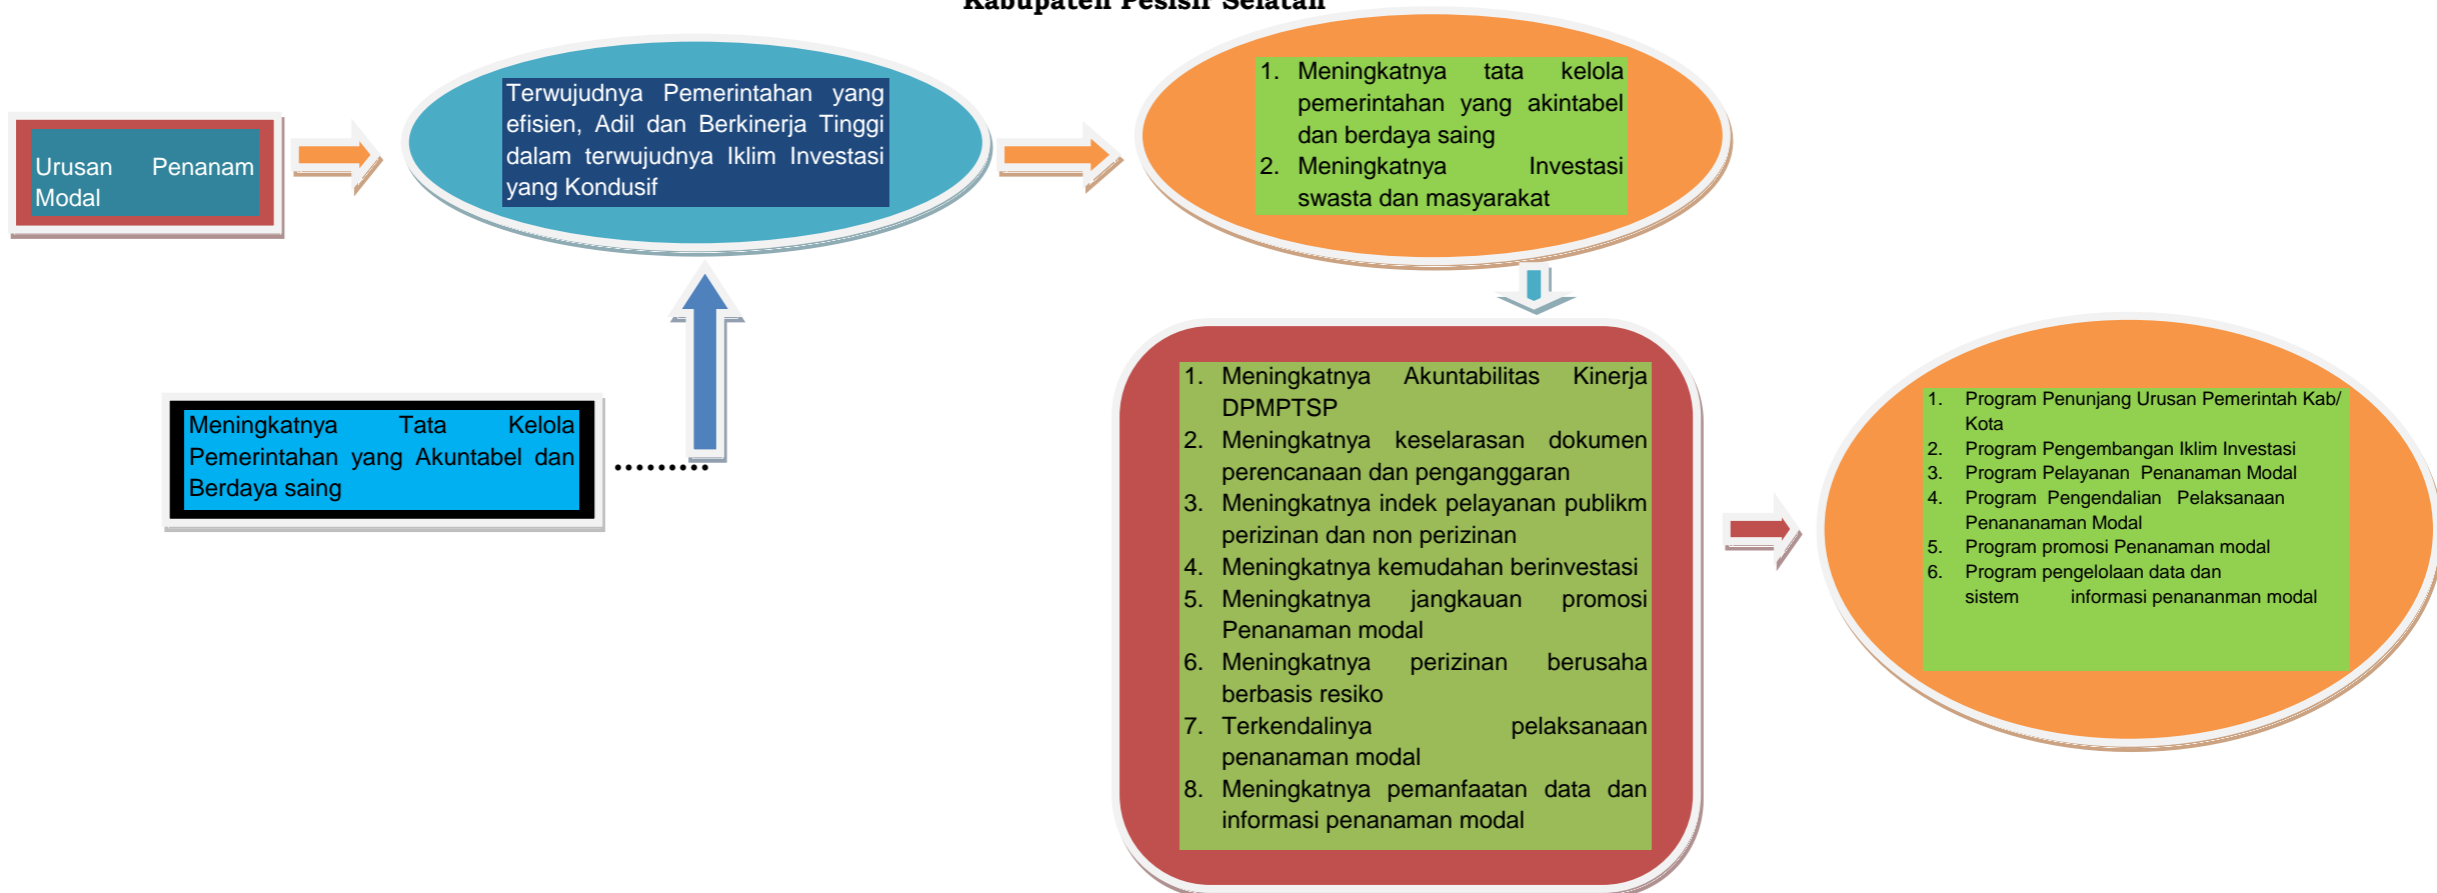 Kabupaten Pesisir Selatan
Urusan Penanam
Modal
Terwujudnya Pemerintahan yang
efisien, Adil dan Berkinerja Tinggi
dalam terwujudnya Iklim Investasi
yang Kondusif
1. Meningkatnya tata kelola
pemerintahan yang akintabel
dan berdaya saing
2. Meningkatnya Investasi
swasta dan masyarakat
Meningkatnya Tata Kelola
Pemerintahan yang Akuntabel dan
Berdaya saing
1. Meningkatnya Akuntabilitas Kinerja
DPMPTSP
2. Meningkatnya keselarasan dokumen
perencanaan dan penganggaran
3. Meningkatnya indek pelayanan publikm
perizinan dan non perizinan
4. Meningkatnya kemudahan berinvestasi
5. Meningkatnya jangkauan promosi
Penanaman modal
6. Meningkatnya perizinan berusaha
berbasis resiko
7. Terkendalinya pelaksanaan
penanaman modal
8. Meningkatnya pemanfaatan data dan
informasi penanaman modal
1. Program Penunjang Urusan Pemerintah Kab/
Kota
2. Program Pengembangan Iklim Investasi
3. Program Pelayanan Penanaman Modal
4. Program Pengendalian Pelaksanaan
Penananaman Modal
5. Program promosi Penanaman modal
6. Program pengelolaan data dan
sistem informasi penananman modal